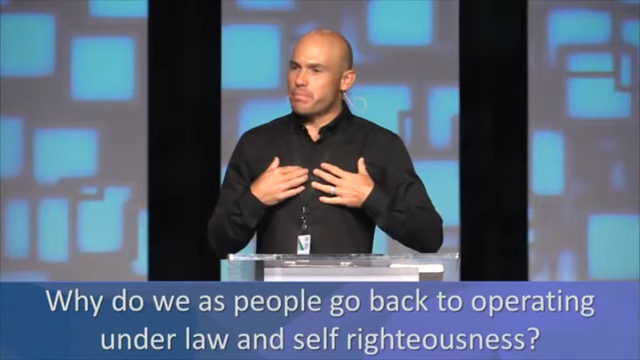 Why do we as people go back to operating
under law and self righteousness?